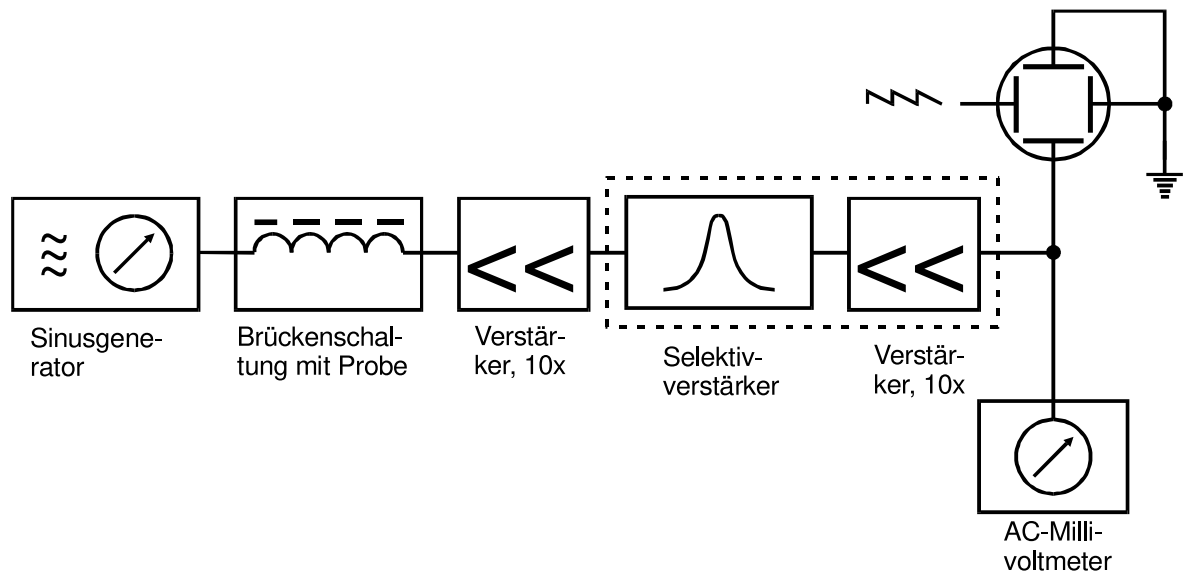 Sinusgene-
rator
Brückenschal-
tung mit Probe
Verstär-
ker, 10x
Selektiv-
verstärker
Verstär-
ker, 10x
AC-Milli-
voltmeter